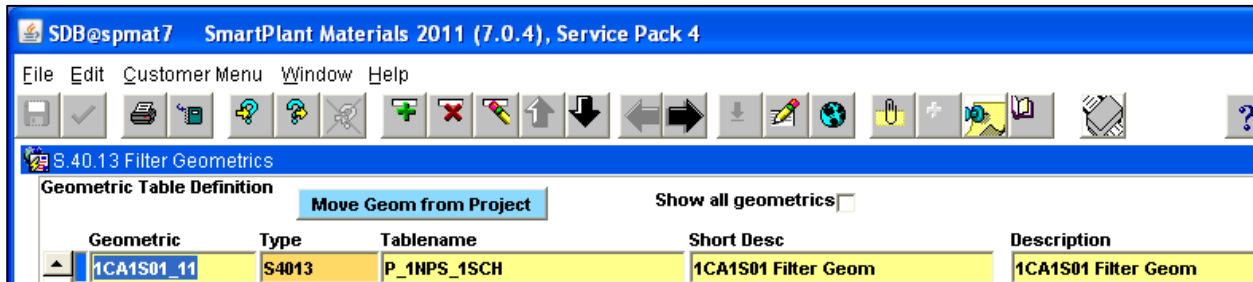 SDB@spmat7 SmartPlant Materials 2011 (7.0.4), Service Pack 4
File Edit Customer Menu Window Help
S.40.13 Filter Geometrics
Geometric Table Definition Move Geom from Project Show all geometrics
Geometric Type Tablename Short Desc Description
1CA1S01_11 S4013 P_1NPS_1SCH 1CA1S01 Filter Geom 1CA1S01 Filter Geom